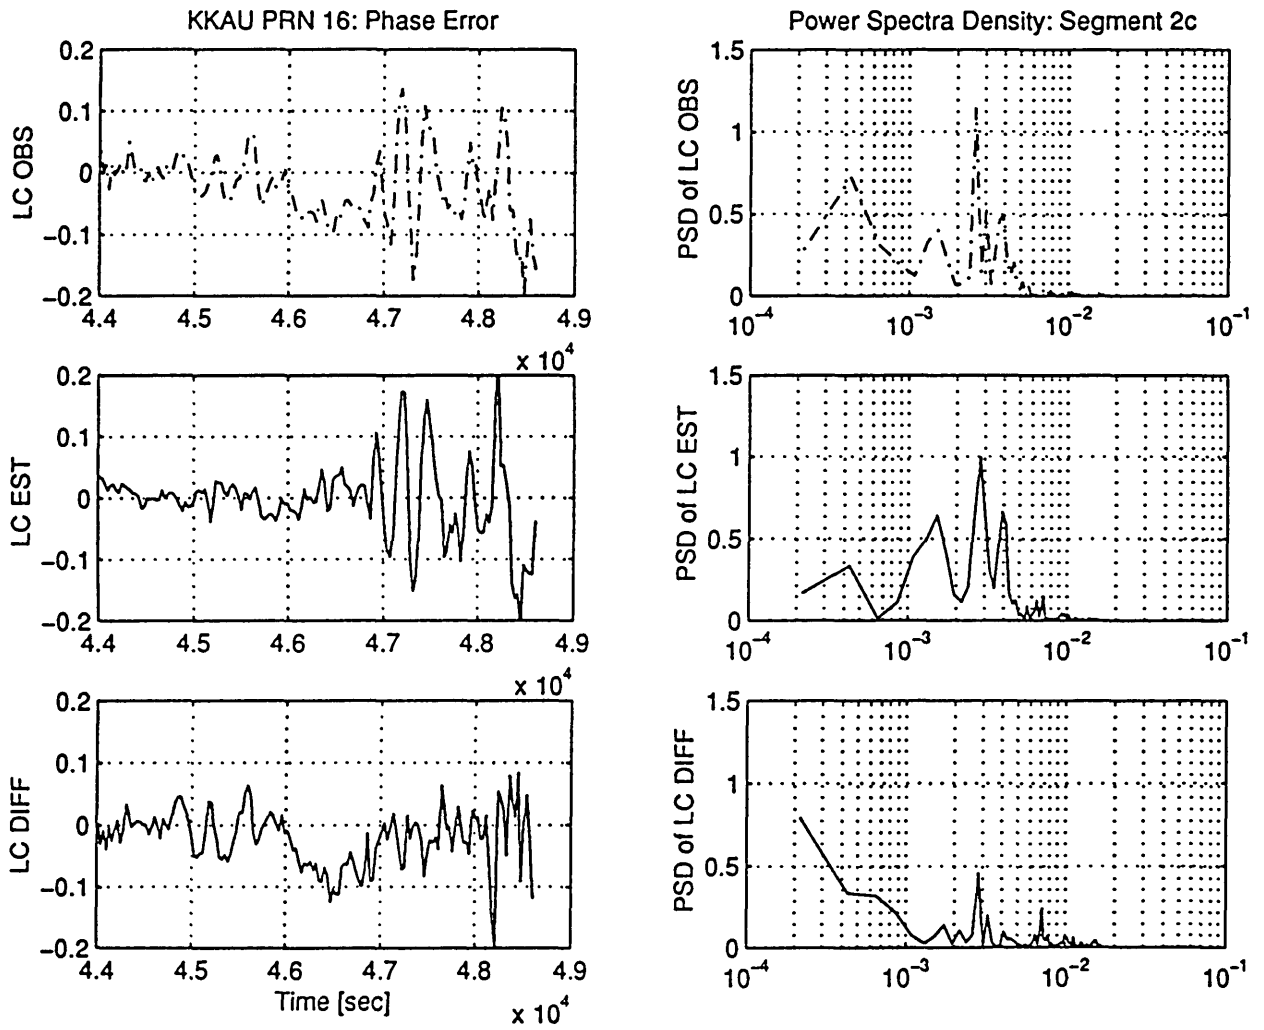 KKAU PRN 16: Phase Error
0.2
0.1
0
−0.1
−0.2
LC OBS
4.4 4.5 4.6 4.7 4.8 4.9
x 10⁴
Power Spectra Density: Segment 2c
1.5
1
0.5
0
PSD of LC OBS
10⁻⁴ 10⁻³ 10⁻² 10⁻¹
0.2
0.1
0
−0.1
−0.2
LC EST
4.4 4.5 4.6 4.7 4.8 4.9
x 10⁴
1.5
1
0.5
0
PSD of LC EST
10⁻⁴ 10⁻³ 10⁻² 10⁻¹
0.2
0.1
0
−0.1
−0.2
LC DIFF
4.4 4.5 4.6 4.7 4.8 4.9
Time [sec]
x 10⁴
1.5
1
0.5
0
PSD of LC DIFF
10⁻⁴ 10⁻³ 10⁻² 10⁻¹